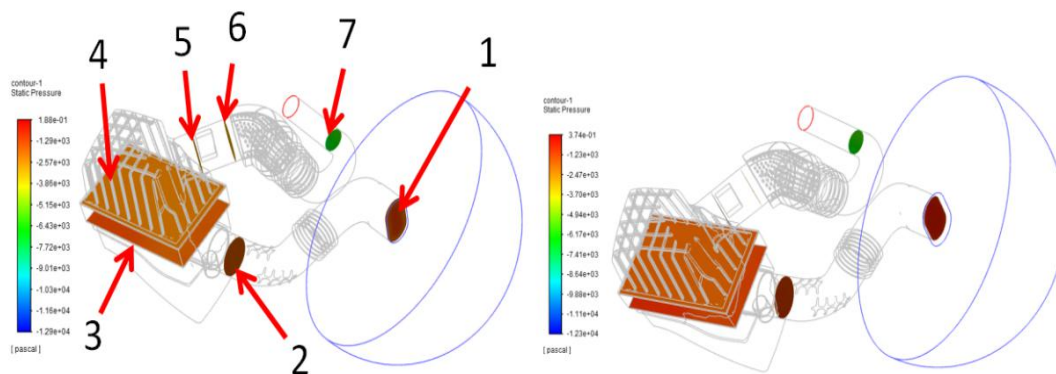 5
6
7
1
4
contour-1
Static Pressure
1.88e-01
-1.29e+03
-2.57e+03
-3.86e+03
-5.15e+03
-6.43e+03
-7.72e+03
-9.01e+03
-1.03e+04
-1.16e+04
-1.29e+04
[ pascal ]
3
2
contour-1
Static Pressure
3.74e-01
-1.23e+03
-2.47e+03
-3.70e+03
-4.94e+03
-6.17e+03
-7.41e+03
-8.64e+03
-9.88e+03
-1.11e+04
-1.23e+04
[ pascal ]